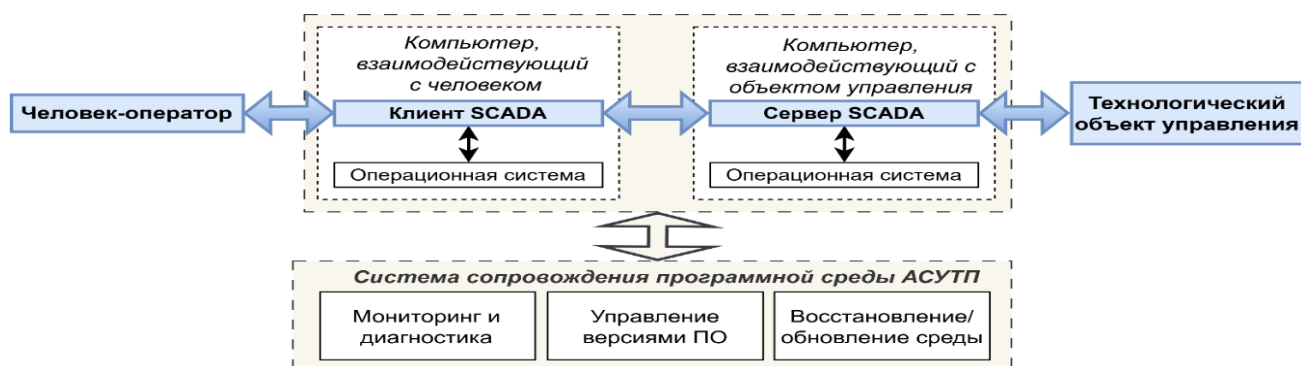 Компьютер,
взаимодействующий
с человеком
Компьютер,
взаимодействующий с
объектом управления
Человек-оператор
Клиент SCADA
Сервер SCADA
Технологический
объект управления
Операционная система
Операционная система
Система сопровождения программной среды АСУТП
Мониторинг и
диагностика
Управление
версиями ПО
Восстановление/
обновление среды